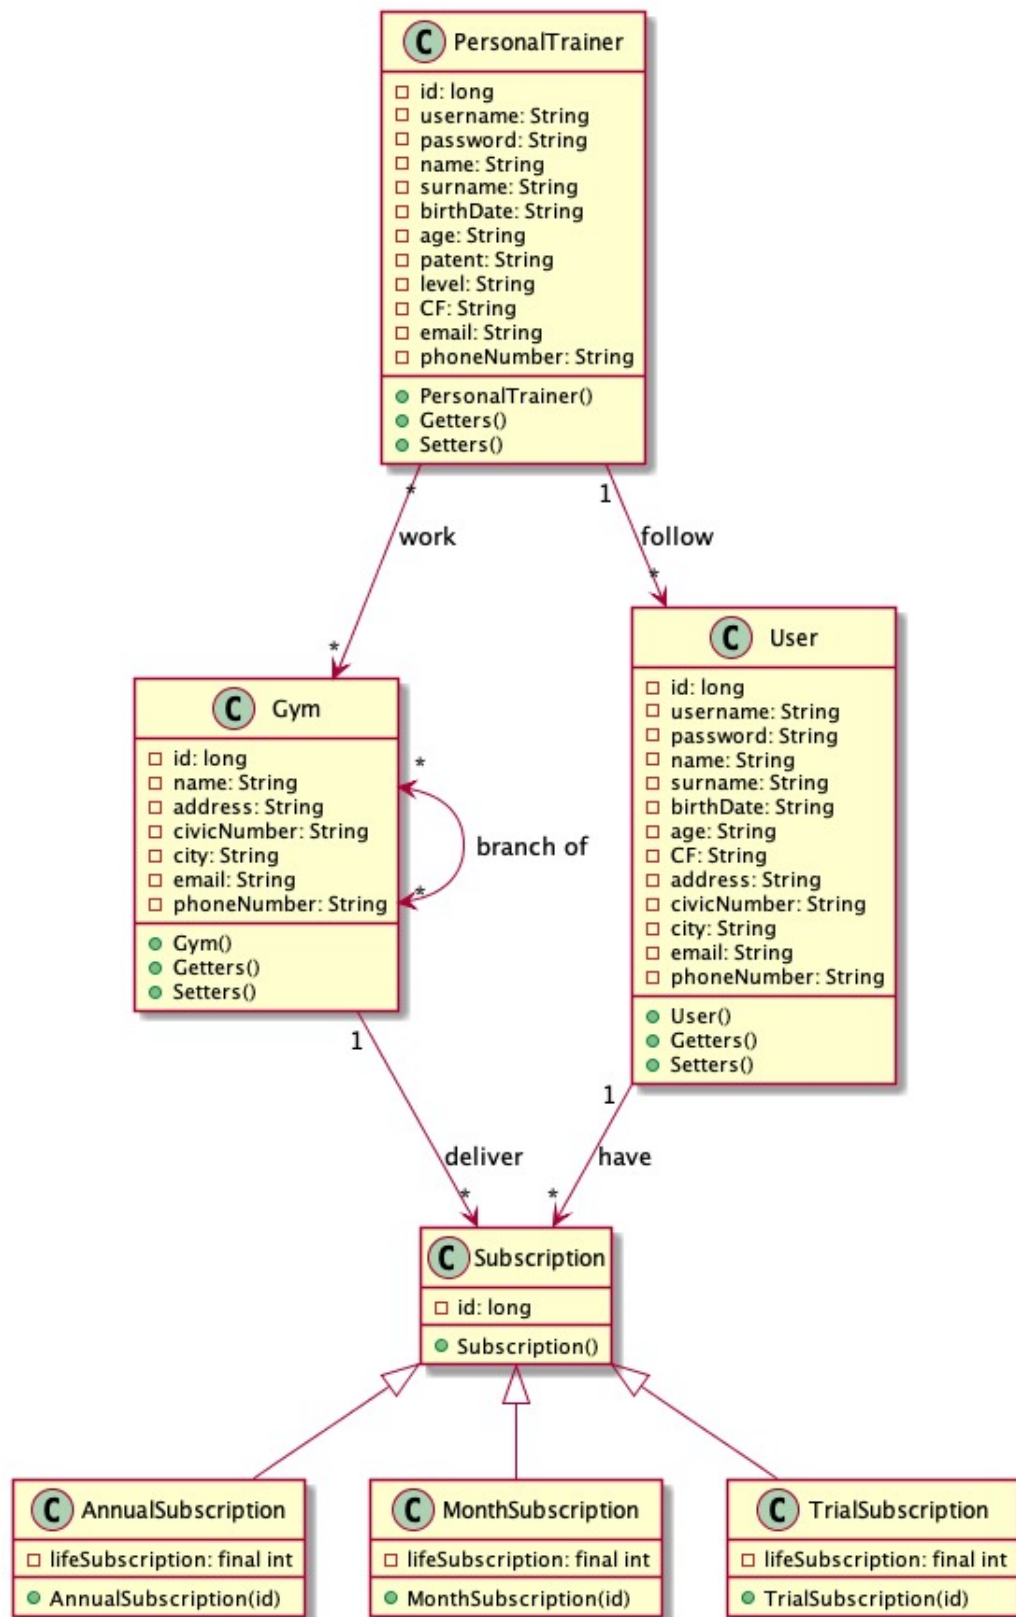 C PersonalTrainer
id: long
username: String
password: String
name: String
surname: String
birthDate: String
age: String
patent: String
level: String
CF: String
email: String
phoneNumber: String
PersonalTrainer()
Getters()
Setters()
* 1
work follow
* *
C User
id: long
username: String
password: String
name: String
surname: String
birthDate: String
age: String
CF: String
address: String
civicNumber: String
city: String
email: String
phoneNumber: String
User()
Getters()
Setters()
C Gym
id: long
name: String
address: String
civicNumber: String
city: String
email: String
phoneNumber: String
Gym()
Getters()
Setters()
*
branch of
*
1 1
deliver have
* *
C Subscription
id: long
Subscription()
C AnnualSubscription
lifeSubscription: final int
AnnualSubscription(id)
C MonthSubscription
lifeSubscription: final int
MonthSubscription(id)
C TrialSubscription
lifeSubscription: final int
TrialSubscription(id)